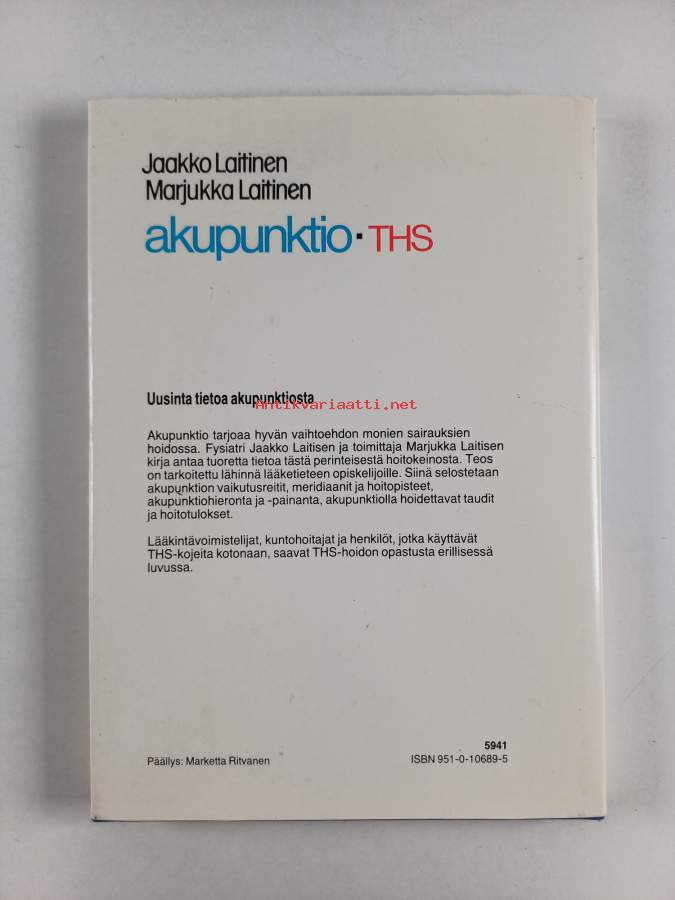 Jaakko Laitinen
Marjukka Laitinen
akupunktio · THS
Uusinta tietoa akupunktiosta
Antikvariaatti.net
Akupunktio tarjoaa hyvän vaihtoehdon monien sairauksien
hoidossa. Fysiatri Jaakko Laitisen ja toimittaja Marjukka Laitisen
kirja antaa tuoretta tietoa tästä perinteisestä hoitokeinosta. Teos
on tarkoitettu lähinnä lääketieteen opiskelijoille. Siinä selostetaan
akupunktion vaikutusreitit, meridiaanit ja hoitopisteet,
akupunktiohieronta ja -painanta, akupunktiolla hoidettavat taudit
ja hoitotulokset.
Lääkintävoimistelijat, kuntohoitajat ja henkilöt, jotka käyttävät
THS-kojeita kotonaan, saavat THS-hoidon opastusta erillisessä
luvussa.
5941
Päällys: Marketta Ritvanen
ISBN 951-0-10689-5